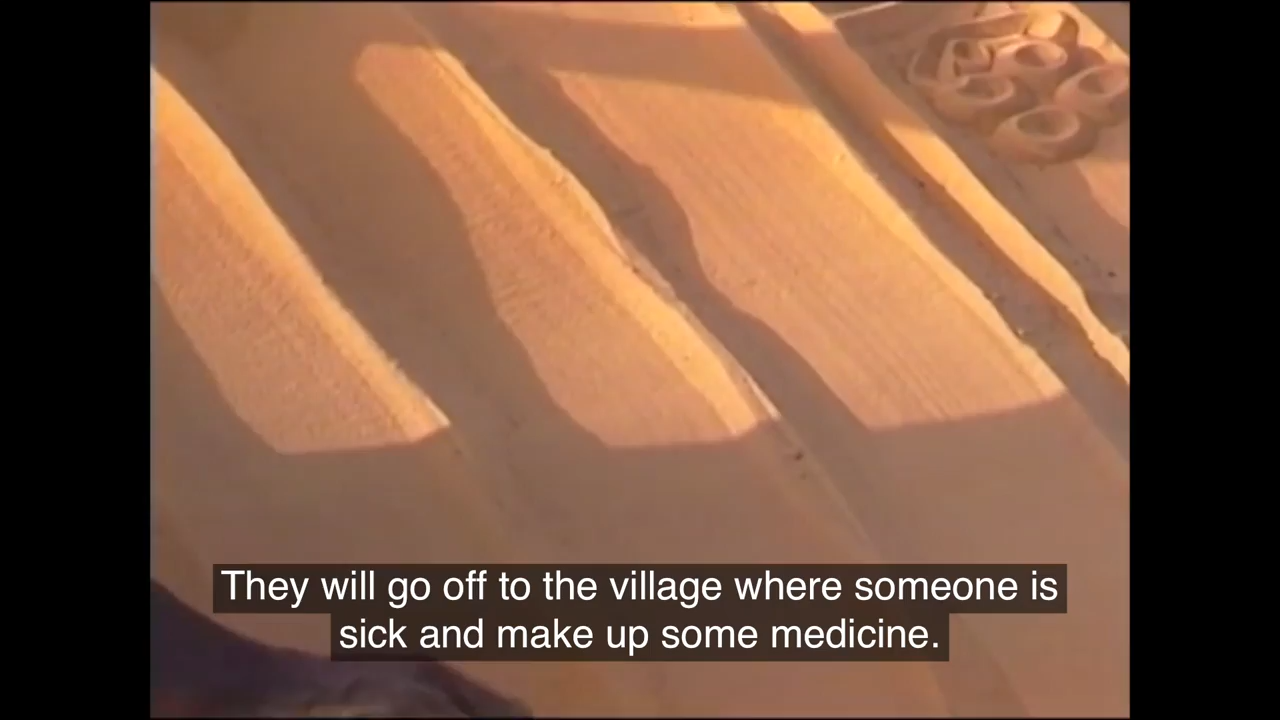 They will go off to the village where someone is
sick and make up some medicine.